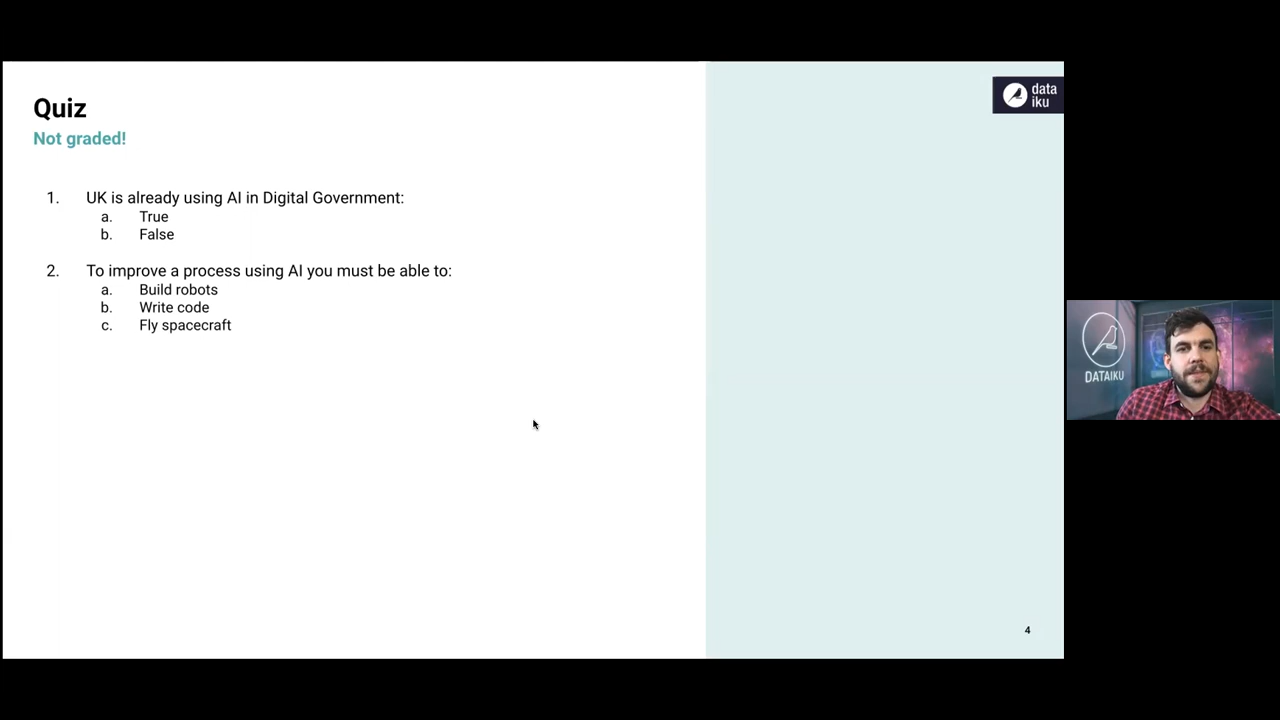 data
iku
Quiz
Not graded!
1. UK is already using AI in Digital Government:
a. True
b. False
2. To improve a process using AI you must be able to:
a. Build robots
b. Write code
c. Fly spacecraft
DATAIKU
4